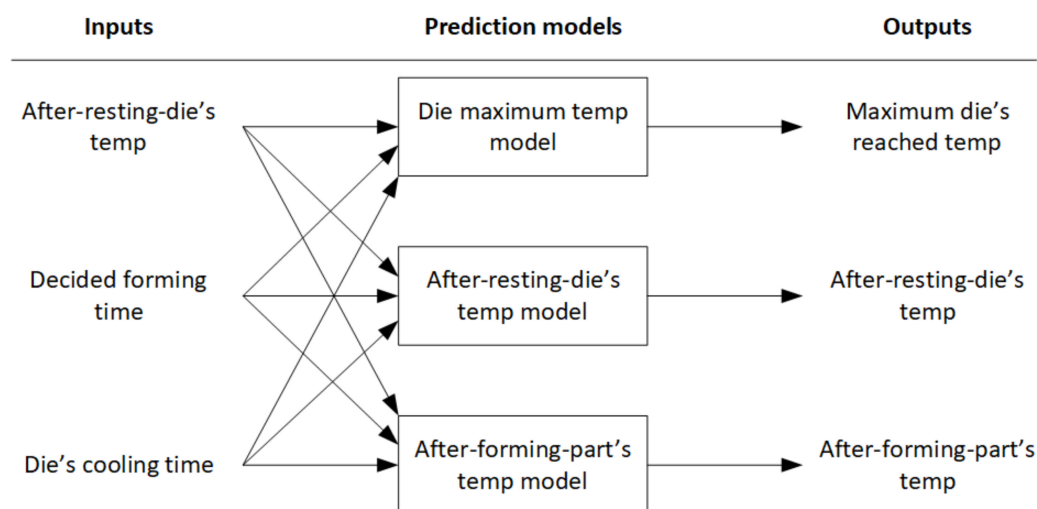 Inputs
Prediction models
Outputs
After-resting-die's
temp
Die maximum temp
model
Maximum die's
reached temp
Decided forming
time
After-resting-die's
temp model
After-resting-die's
temp
Die's cooling time
After-forming-part's
temp model
After-forming-part's
temp